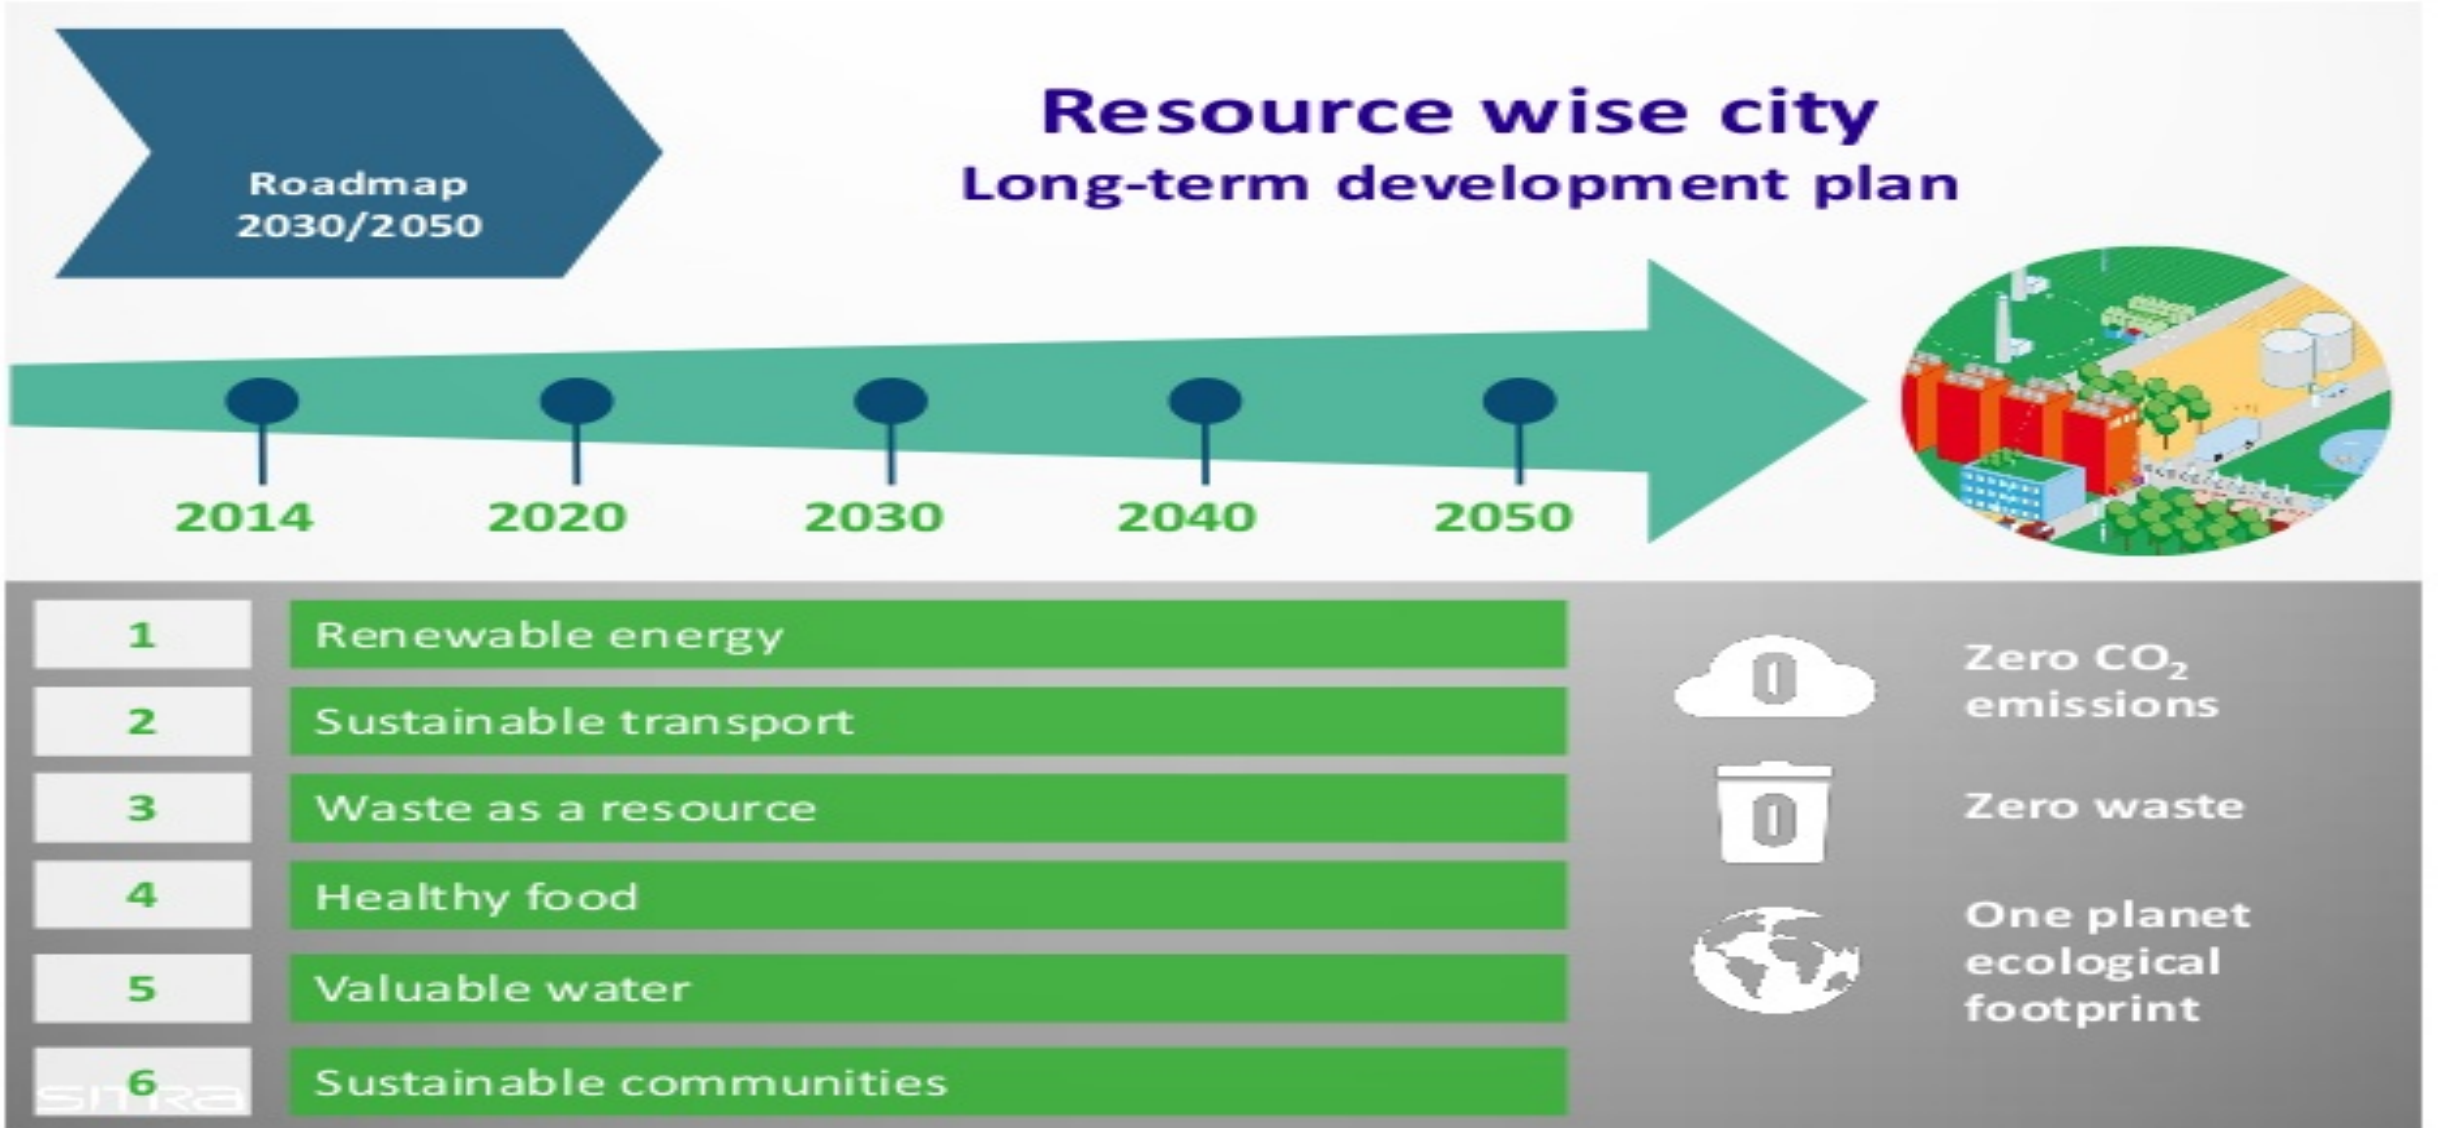 Roadmap
2030/2050
Resource wise city
Long-term development plan
2014 2020 2030 2040 2050
1 Renewable energy
2 Sustainable transport
3 Waste as a resource
4 Healthy food
5 Valuable water
6 Sustainable communities
SITRA
0 Zero CO₂
emissions
0 Zero waste
One planet
ecological
footprint